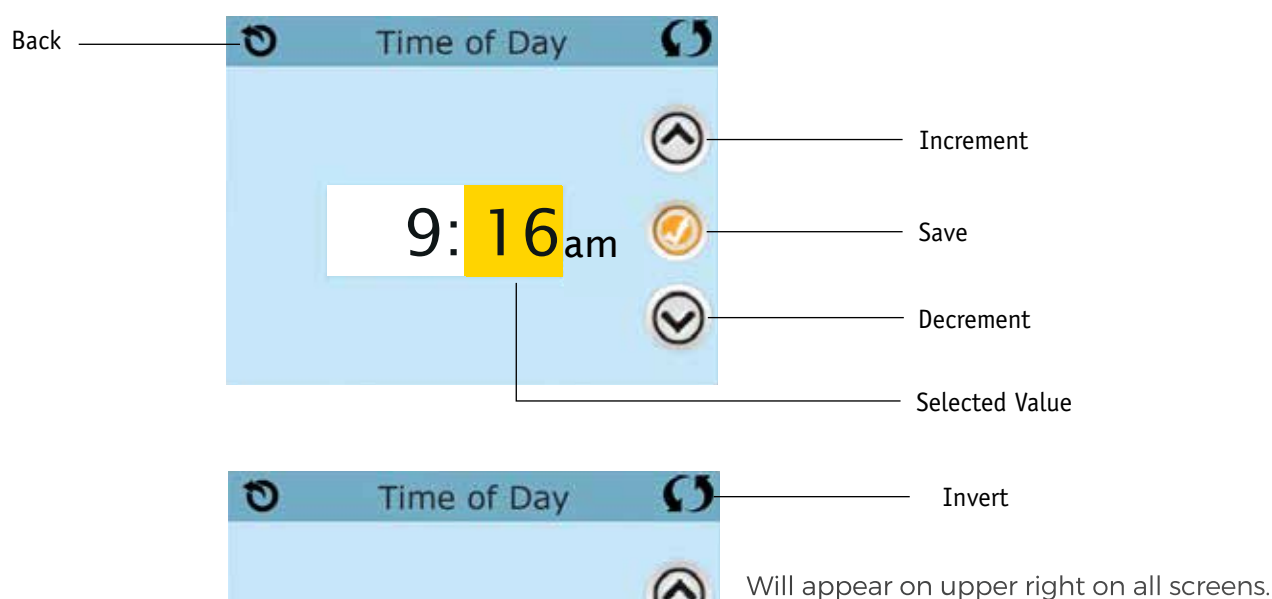 Back
Time of Day
Increment
9: 16am
Save
Decrement
Selected Value
Time of Day
Invert
Will appear on upper right on all screens.